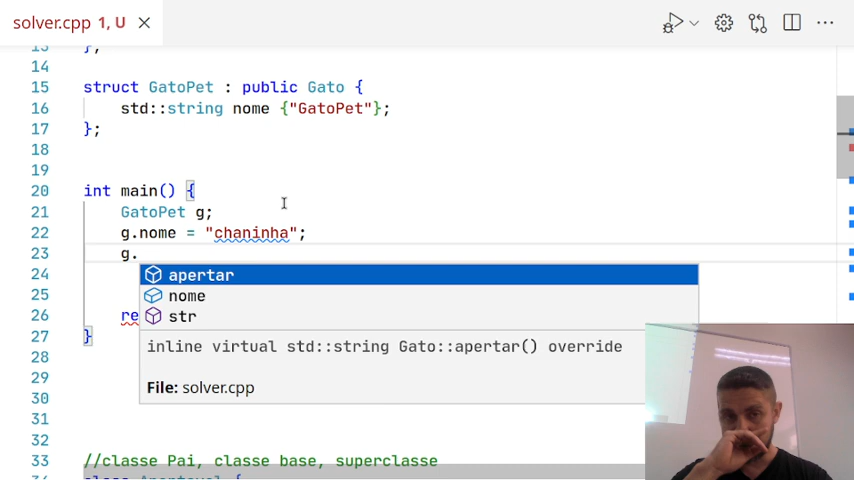 solver.cpp 1, U
13 };
14
15 struct GatoPet : public Gato {
16 std::string nome {"GatoPet"};
17 };
18
19
20 int main() {
21 GatoPet g;
22 g.nome = "chaninha";
23 g.
24 apertar
25 nome
26 re str
27 }
inline virtual std::string Gato::apertar() override
28
29 File: solver.cpp
30
31
32
33 //classe Pai, classe base, superclasse